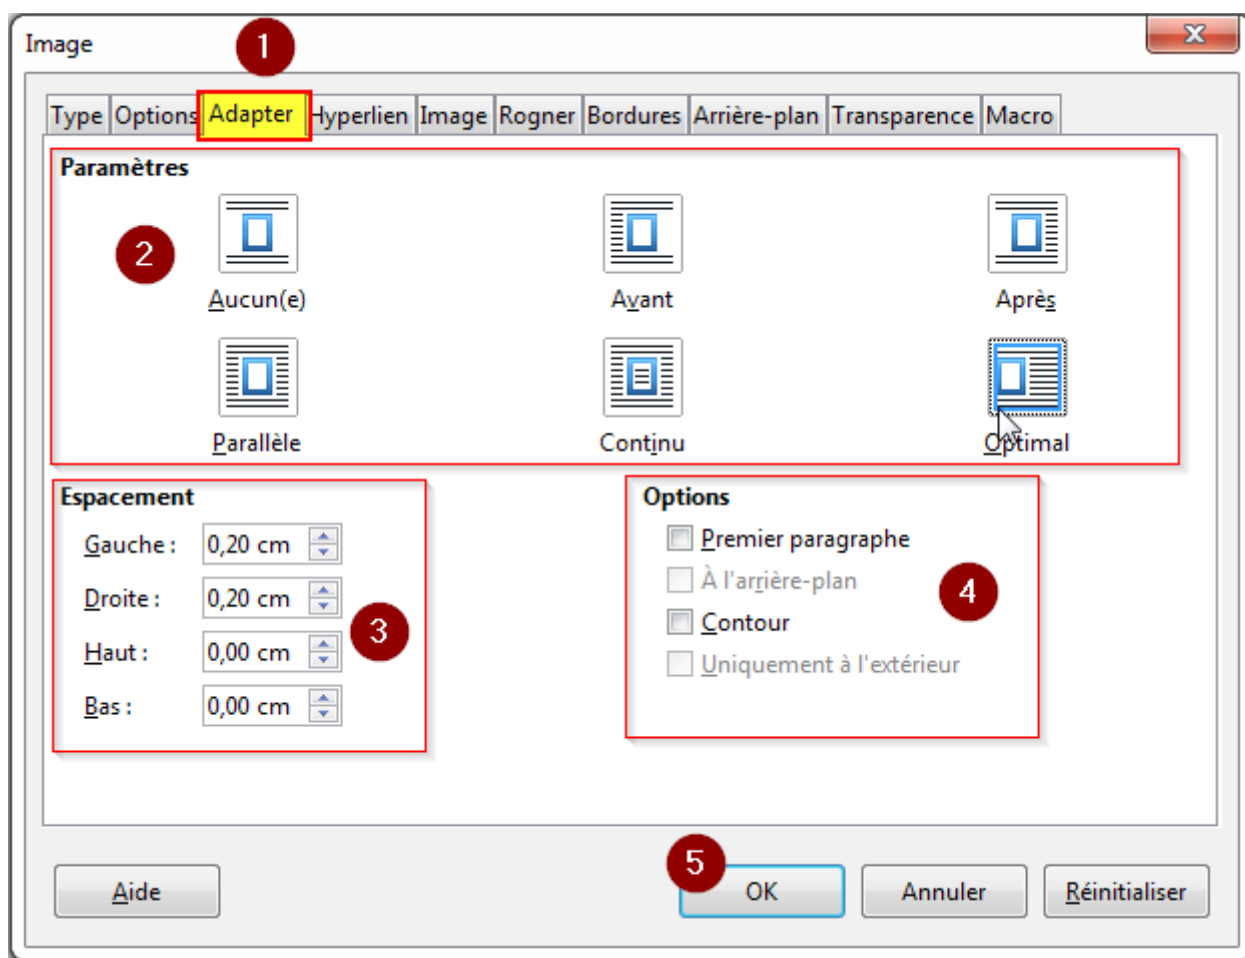 Image
1
Type Options Adapter Hyperlien Image Rogner Bordures Arrière-plan Transparence Macro
Paramètres
2
Aucun(e) Avant Après
Parallèle Continu Optimal
Espacement
Gauche : 0,20 cm
Droite : 0,20 cm
Haut : 0,00 cm
Bas : 0,00 cm
3
Options
Premier paragraphe
À l'arrière-plan
Contour
Uniquement à l'extérieur
4
5
Aide OK Annuler Réinitialiser